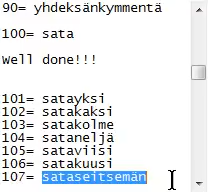 90= yhdeksänkymmentä
100= sata
Well done!!!
101= satayksi
102= satakaksi
103= satakolme
104= sataneljä
105= sataviisi
106= satakuusi
107= sataseitsemän